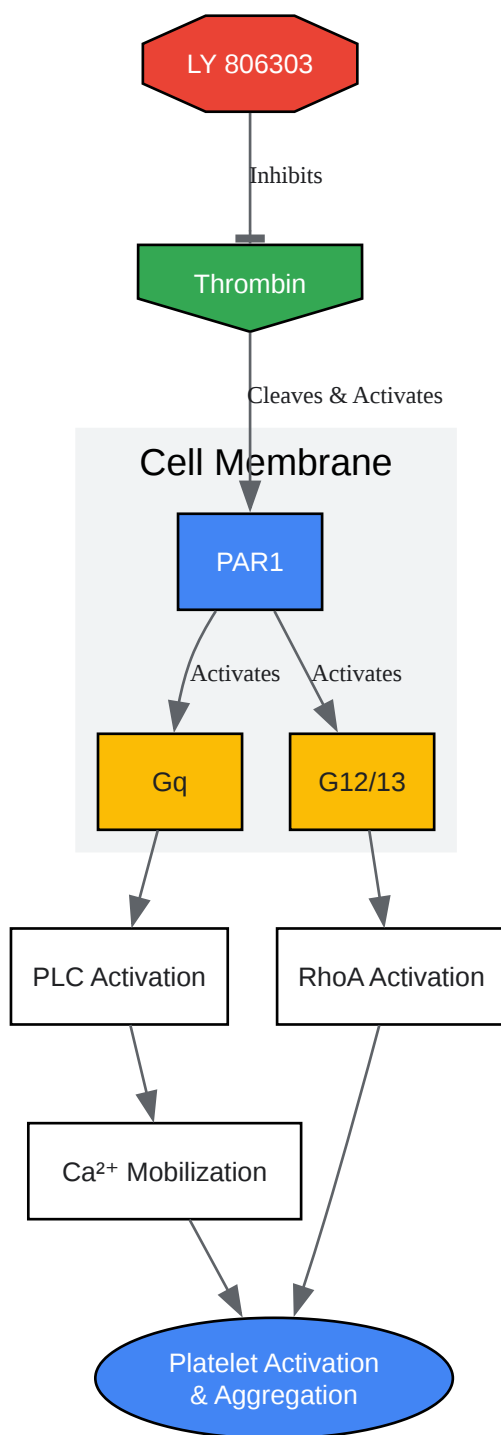 LY 806303
Inhibits
Thrombin
Cleaves & Activates
Cell Membrane
PAR1
Activates
Activates
Gq
G12/13
PLC Activation
RhoA Activation
Ca²⁺ Mobilization
Platelet Activation
& Aggregation